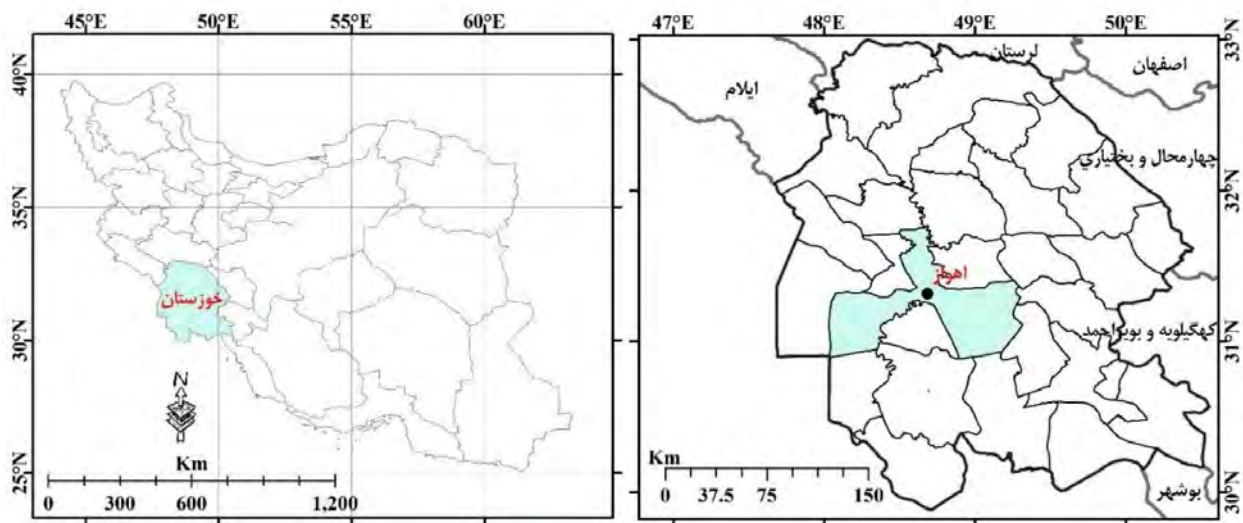 45°E 50°E 55°E 60°E
40°N
35°N
30°N
25°N
خوزستان
N
Km
0 300 600 1,200
47°E 48°E 49°E 50°E
33°N
32°N
31°N
30°N
لرستان
اصفهان
ایلام
چهارمحال و بختیاري
اهواز
کهگیلویه و بویراحمد
بوشهر
Km
0 37.5 75 150